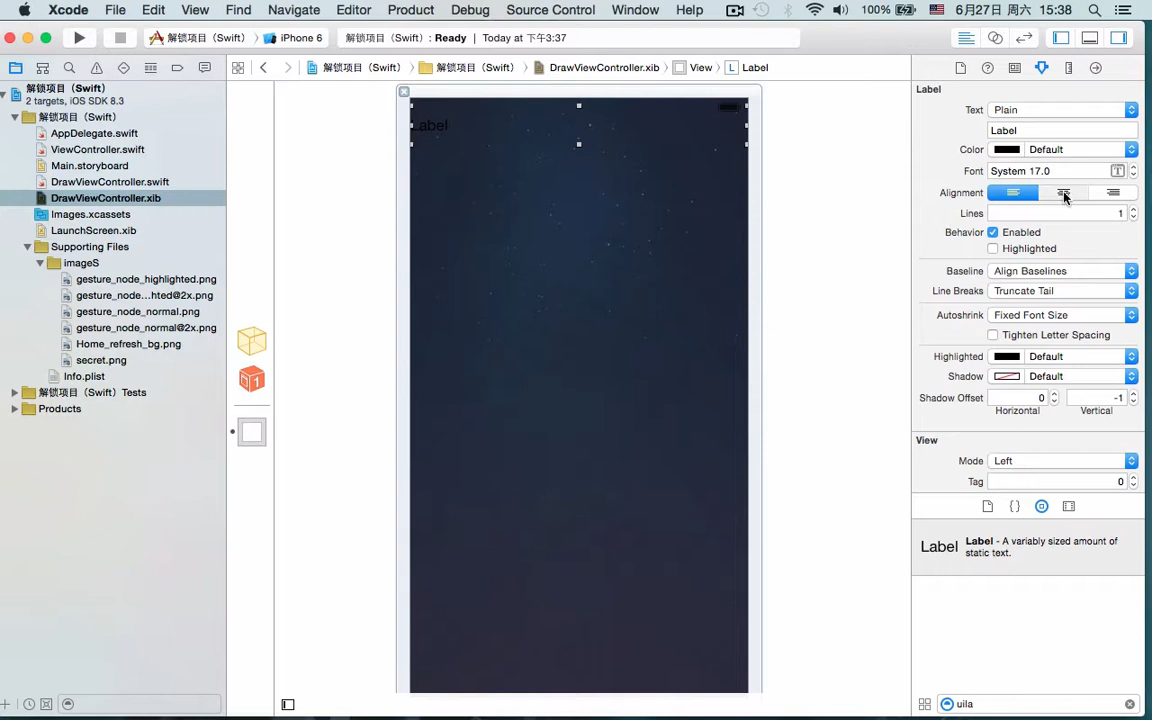 Xcode File Edit View Find Navigate Editor Product Debug Source Control Window Help 100% 6月27日 周六 15:38
解锁项目（Swift） iPhone 6 解锁项目（Swift）: Ready | Today at 下午3:37
解锁项目（Swift） 解锁项目（Swift） DrawViewController.xib View L Label
解锁项目（Swift）
2 targets, iOS SDK 8.3
解锁项目（Swift）
AppDelegate.swift
ViewController.swift
Main.storyboard
DrawViewController.swift
DrawViewController.xib
Images.xcassets
LaunchScreen.xib
Supporting Files
imageS
gesture_node_highlighted.png
gesture_node...hted@2x.png
gesture_node_normal.png
gesture_node_normal@2x.png
Home_refresh_bg.png
secret.png
Info.plist
解锁项目（Swift）Tests
Products
Label
1
Label
Text Plain
Label
Color Default
Font System 17.0 T
Alignment
Lines 1
Behavior Enabled
Highlighted
Baseline Align Baselines
Line Breaks Truncate Tail
Autoshrink Fixed Font Size
Tighten Letter Spacing
Highlighted Default
Shadow Default
Shadow Offset 0 -1
Horizontal Vertical
View
Mode Left
Tag 0
Label Label - A variably sized amount of
static text.
uila